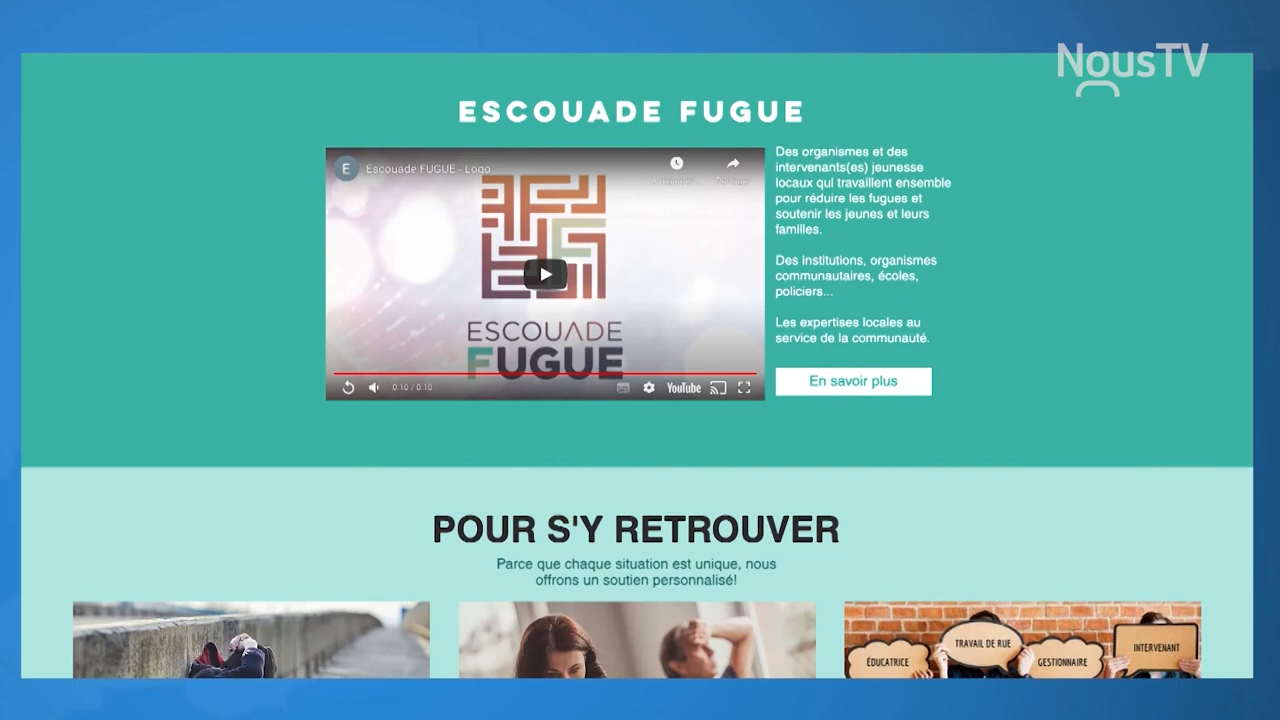 NousTV
ESCOUADE FUGUE
E
Escouade FUGUE - Logo
ESCOUADE
FUGUE
0:10 / 0:10
YouTube
Des organismes et des
intervenants(es) jeunesse
locaux qui travaillent ensemble
pour réduire les fugues et
soutenir les jeunes et leurs
familles.
Des institutions, organismes
communautaires, écoles,
policiers...
Les expertises locales au
service de la communauté.
En savoir plus
POUR S'Y RETROUVER
Parce que chaque situation est unique, nous
offrons un soutien personnalisé!
ÉDUCATRICE
TRAVAIL DE RUE
GESTIONNAIRE
INTERVENANT